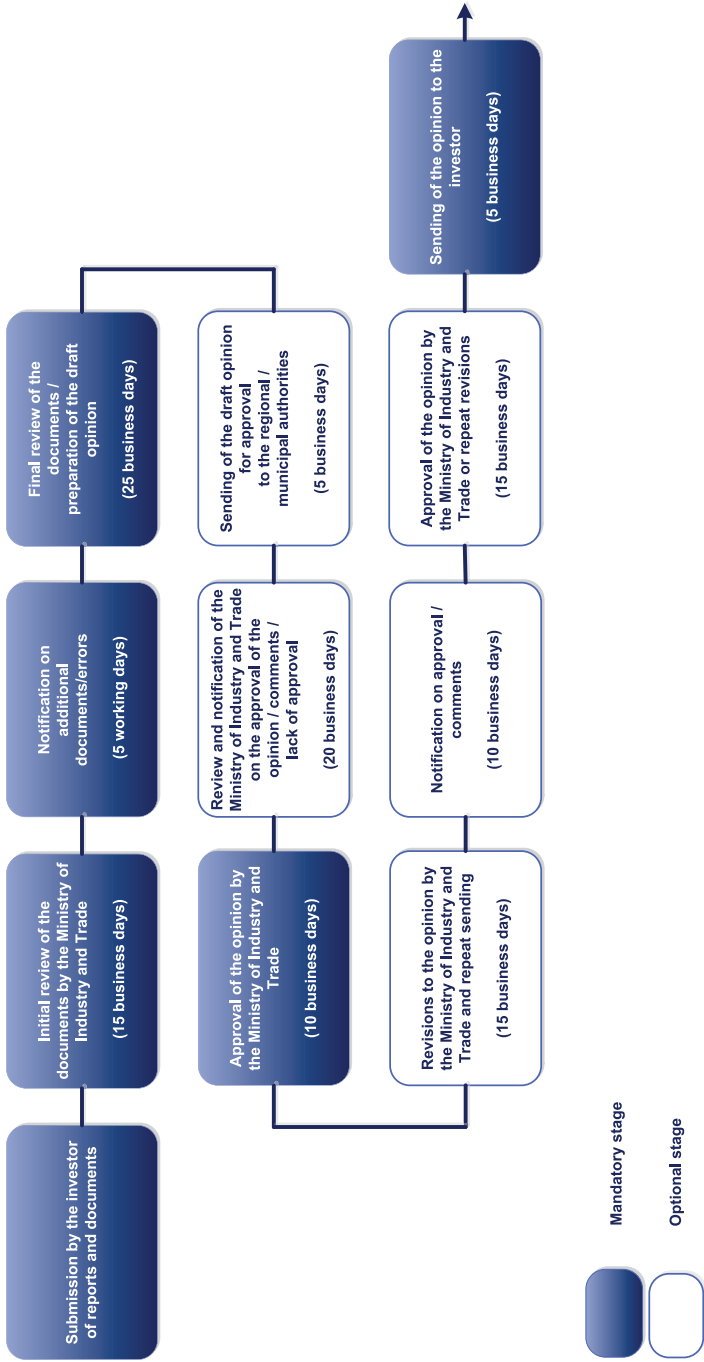 Submission by the investor
of reports and documents
Initial review of the
documents by the Ministry of
Industry and Trade
(15 business days)
Notification on
additional
documents/errors
(5 working days)
Final review of the
documents /
preparation of the draft
opinion
(25 business days)
Sending of the draft opinion
for approval
to the regional /
municipal authorities
(5 business days)
Review and notification of the
Ministry of Industry and Trade
on the approval of the
opinion / comments /
lack of approval
(20 business days)
Approval of the opinion by
the Ministry of Industry and
Trade
(10 business days)
Revisions to the opinion by
the Ministry of Industry and
Trade and repeat sending
(15 business days)
Notification on approval /
comments
(10 business days)
Approval of the opinion by
the Ministry of Industry and
Trade or repeat revisions
(15 business days)
Sending of the opinion to the
investor
(5 business days)
Mandatory stage
Optional stage